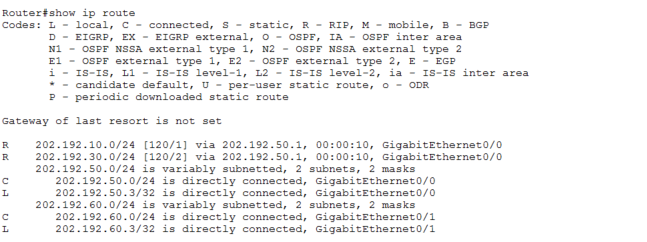 Router#show ip route
Codes: L - local, C - connected, S - static, R - RIP, M - mobile, B - BGP
       D - EIGRP, EX - EIGRP external, O - OSPF, IA - OSPF inter area
       N1 - OSPF NSSA external type 1, N2 - OSPF NSSA external type 2
       E1 - OSPF external type 1, E2 - OSPF external type 2, E - EGP
       i - IS-IS, L1 - IS-IS level-1, L2 - IS-IS level-2, ia - IS-IS inter area
       * - candidate default, U - per-user static route, o - ODR
       P - periodic downloaded static route

Gateway of last resort is not set

R    202.192.10.0/24 [120/1] via 202.192.50.1, 00:00:10, GigabitEthernet0/0
R    202.192.30.0/24 [120/2] via 202.192.50.1, 00:00:10, GigabitEthernet0/0
     202.192.50.0/24 is variably subnetted, 2 subnets, 2 masks
C       202.192.50.0/24 is directly connected, GigabitEthernet0/0
L       202.192.50.3/32 is directly connected, GigabitEthernet0/0
     202.192.60.0/24 is variably subnetted, 2 subnets, 2 masks
C       202.192.60.0/24 is directly connected, GigabitEthernet0/1
L       202.192.60.3/32 is directly connected, GigabitEthernet0/1